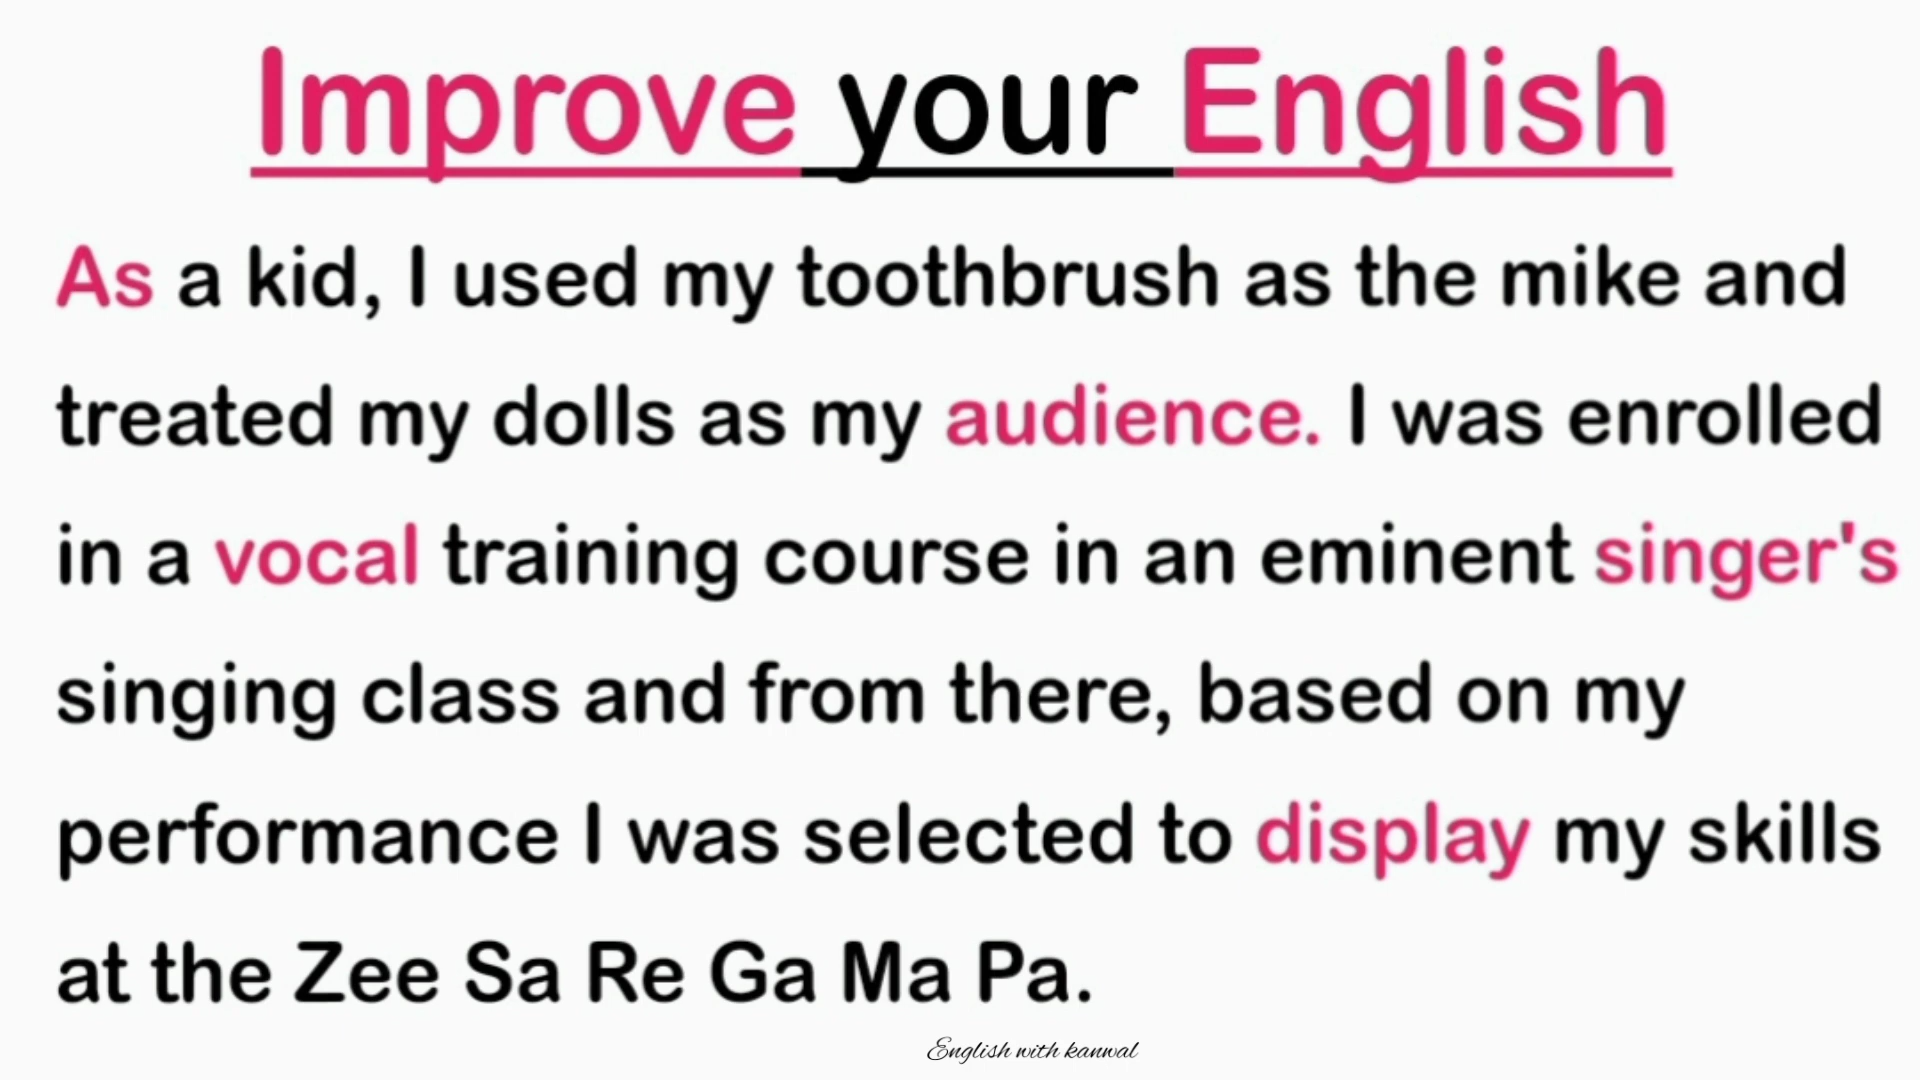 Improve your English
As a kid, I used my toothbrush as the mike and
treated my dolls as my audience. I was enrolled
in a vocal training course in an eminent singer's
singing class and from there, based on my
performance I was selected to display my skills
at the Zee Sa Re Ga Ma Pa.
English with kanwal